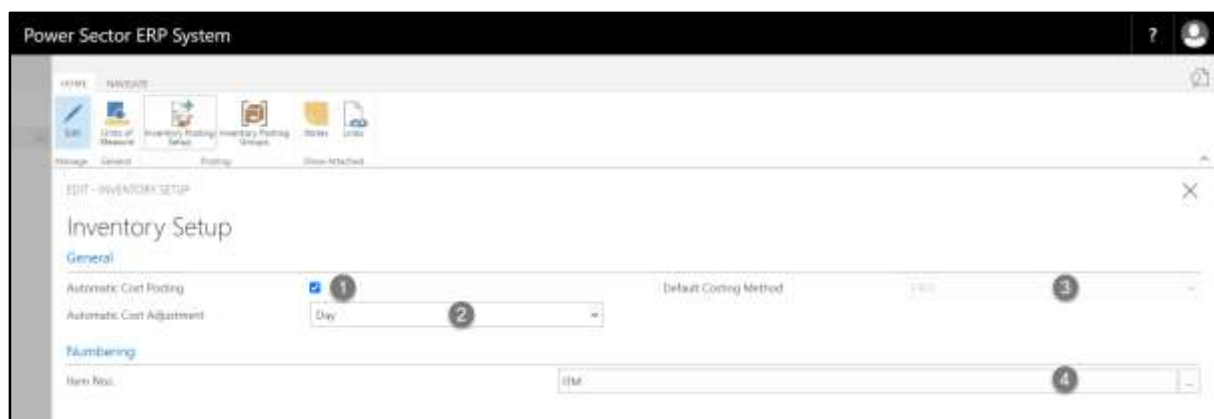 Power Sector ERP System ?
HOME NAVIGATE
Edit Units of Measure Inventory Posting Setup Inventory Posting Groups Notes Links
Manage General Posting Show Attached
EDIT - INVENTORY SETUP
Inventory Setup
General
Automatic Cost Posting 1 Default Costing Method 3
Automatic Cost Adjustment Day 2
Numbering
Item Nos. 4 ...